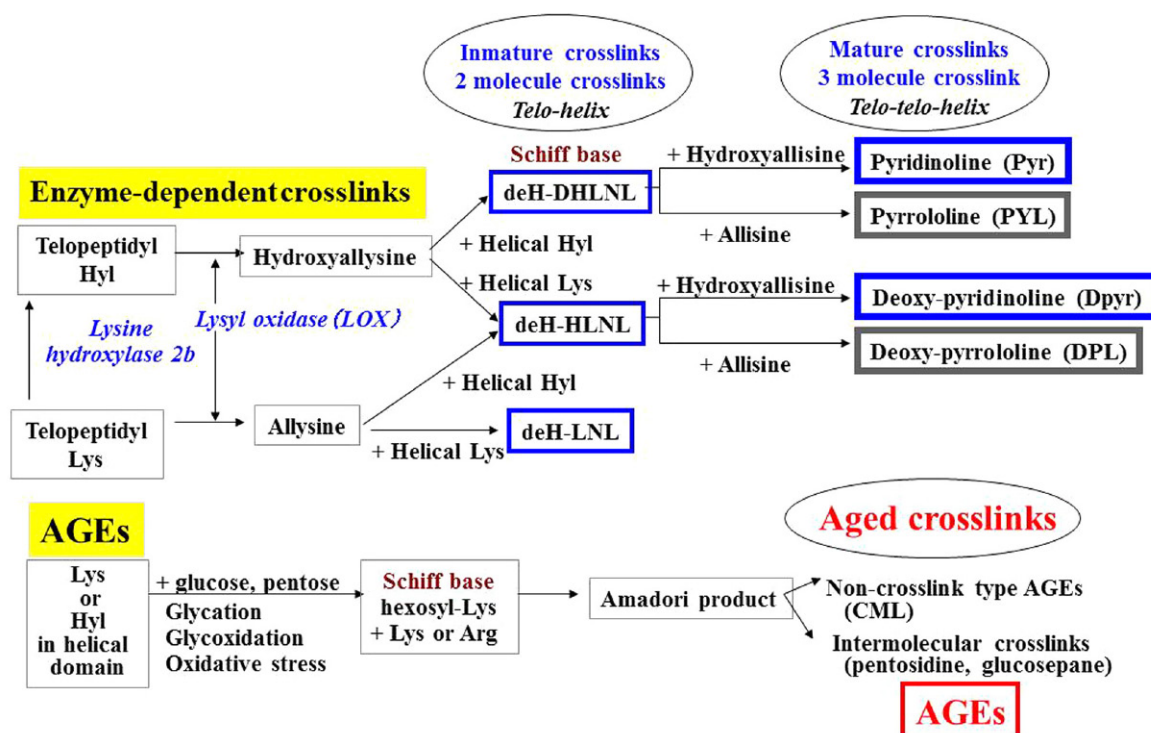 Inmature crosslinks
2 molecule crosslinks
Telo-helix
Mature crosslinks
3 molecule crosslink
Telo-telo-helix
Enzyme-dependentcrosslinks
Schiff base
deH-DHLNL
+ Hydroxyallisine
Pyridinoline (Pyr)
+ Allisine
Pyrrololine (PYL)
Telopeptidyl
Hyl
Hydroxyallysine
+ Helical Hyl
+ Helical Lys
Lysine
hydroxylase 2b
Lysyl oxidase (LOX)
deH-HLNL
+ Hydroxyallisine
Deoxy-pyridinoline (Dpyr)
+ Allisine
Deoxy-pyrrololine (DPL)
+ Helical Hyl
Telopeptidyl
Lys
Allysine
+ Helical Lys
deH-LNL
AGEs
Aged crosslinks
Lys
or
Hyl
in helical
domain
+ glucose, pentose
Glycation
Glycoxidation
Oxidative stress
Schiff base
hexosyl-Lys
+ Lys or Arg
Amadori product
Non-crosslink type AGEs
(CML)
Intermolecular crosslinks
(pentosidine, glucosepane)
AGEs